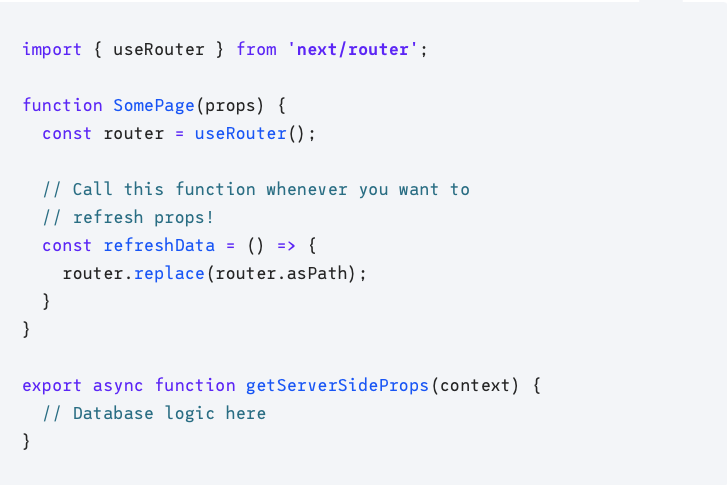 import { useRouter } from 'next/router';
function SomePage(props) {
const router = useRouter();
// Call this function whenever you want to
// refresh props!
const refreshData = () => {
router.replace(router.asPath);
}
}
export async function getServerSideProps(context) {
// Database logic here
}